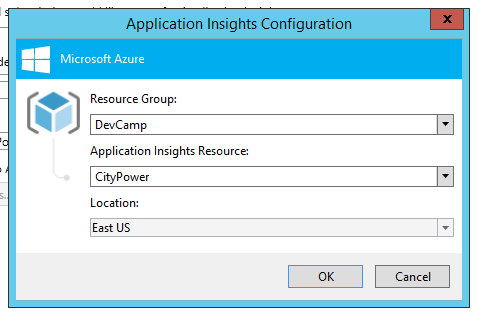 Application Insights Configuration
x
Microsoft Azure
Resource Group:
DevCamp
Application Insights Resource:
CityPower
Location:
East US
OK
Cancel